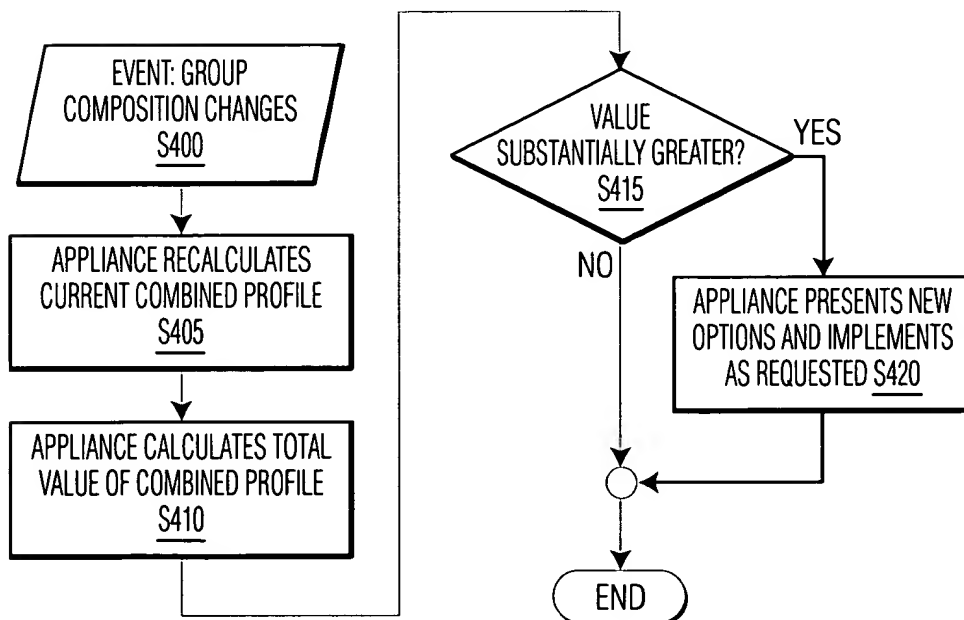 EVENT: GROUP
COMPOSITION CHANGES
S400
APPLIANCE RECALCULATES
CURRENT COMBINED PROFILE
S405
APPLIANCE CALCULATES TOTAL
VALUE OF COMBINED PROFILE
S410
VALUE
SUBSTANTIALLY GREATER?
S415
YES
NO
APPLIANCE PRESENTS NEW
OPTIONS AND IMPLEMENTS
AS REQUESTED S420
END